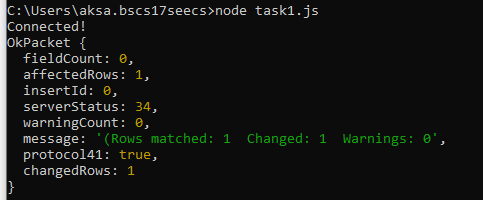 C:\Users\aksa.bscs17seecs>node task1.js
Connected!
OkPacket {
  fieldCount: 0,
  affectedRows: 1,
  insertId: 0,
  serverStatus: 34,
  warningCount: 0,
  message: '(Rows matched: 1  Changed: 1  Warnings: 0',
  protocol41: true,
  changedRows: 1
}